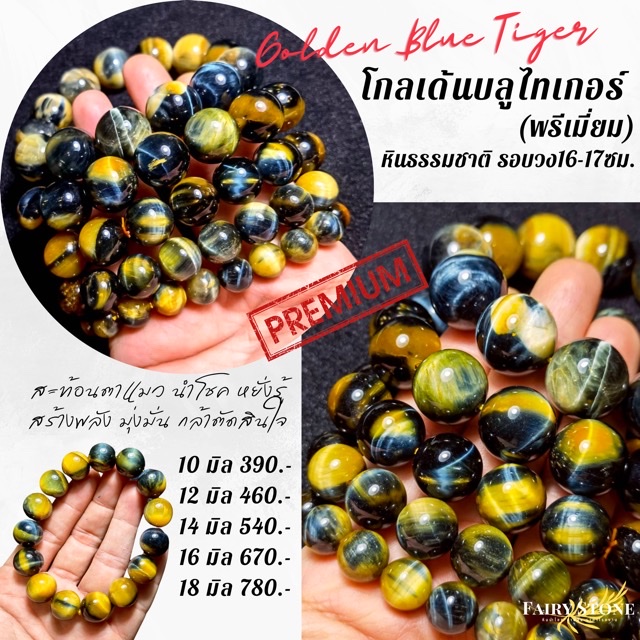 Golden Blue Tiger
โกลเด้นบลูไทเกอร์
(พรีเมี่ยม)
หินธรรมชาติ รอบวง16-17ซม.
PREMIUM
สะท้อนตาแมว นำโชค หยั่งรู้
สร้างพลัง มุ่งมั่น กล้าตัดสินใจ
10 มิล 390.-
12 มิล 460.-
14 มิล 540.-
16 มิล 670.-
18 มิล 780.-
FAIRY STONE